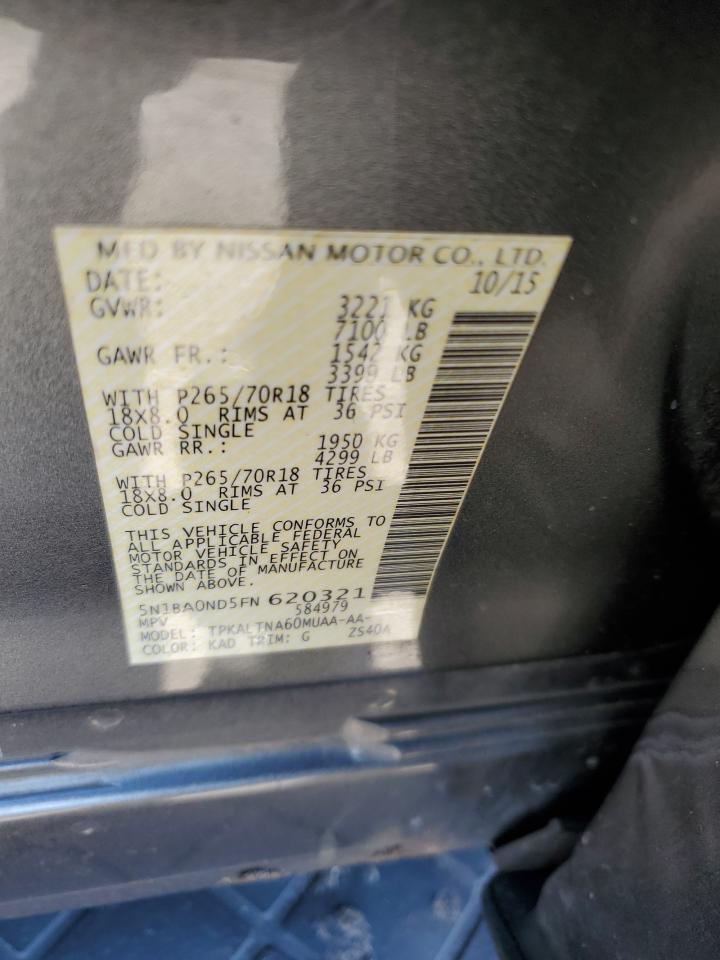 MFD BY NISSAN MOTOR CO., LTD.
DATE: 10/15
GVWR: 3221 KG
7100 LB
GAWR FR.: 1542 KG
3399 LB
WITH P265/70R18 TIRES
18X8.0 RIMS AT 36 PSI
COLD SINGLE
GAWR RR.: 1950 KG
4299 LB
WITH P265/70R18 TIRES
18X8.0 RIMS AT 36 PSI
COLD SINGLE
THIS VEHICLE CONFORMS TO
ALL APPLICABLE FEDERAL
MOTOR VEHICLE SAFETY
STANDARDS IN EFFECT ON
THE DATE OF MANUFACTURE
SHOWN ABOVE.
5N1BA0ND5FN 620321
MPV 584979
MODEL: TPKALTNA60MUAA-AA-
COLOR: KAD TRIM: G ZS40A